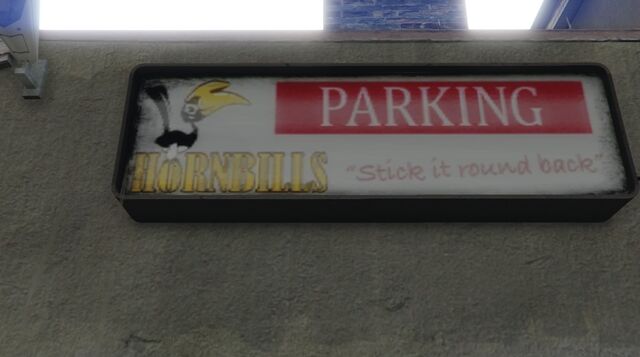 PARKING
HORNBILLS
"Stick it round back"